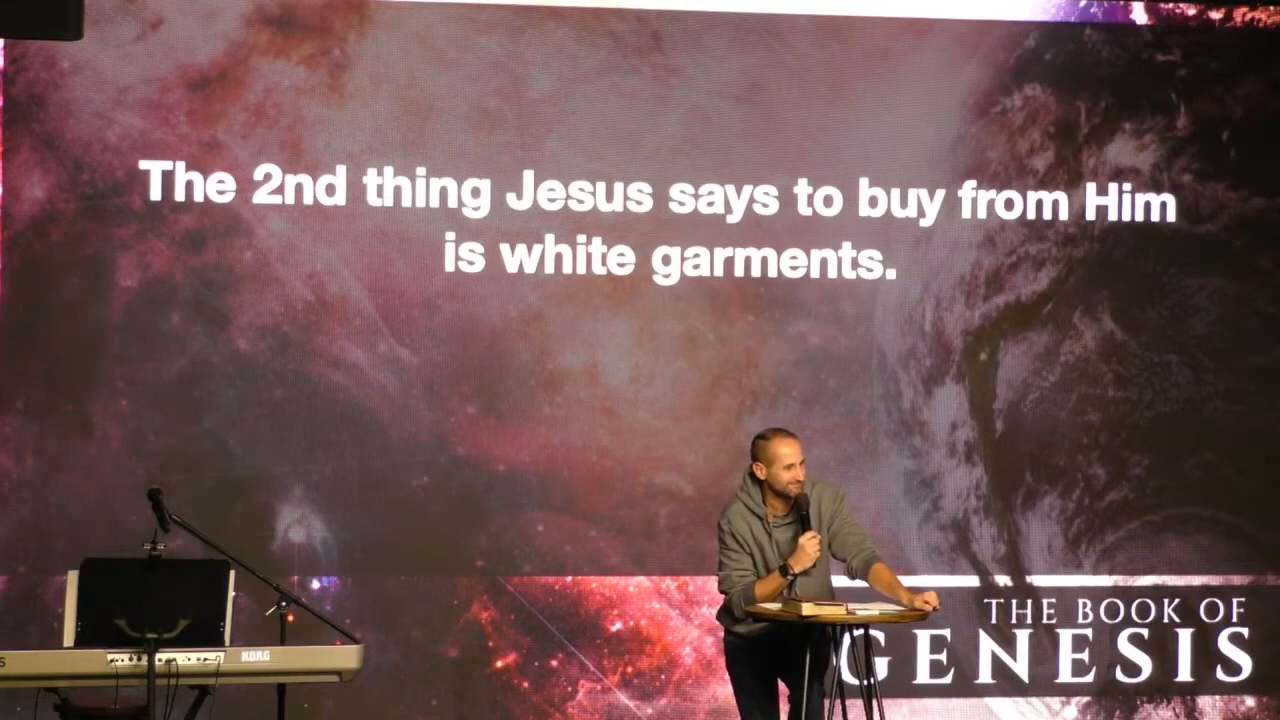 The 2nd thing Jesus says to buy from Him
is white garments.
THE BOOK OF
GENESIS
KORG